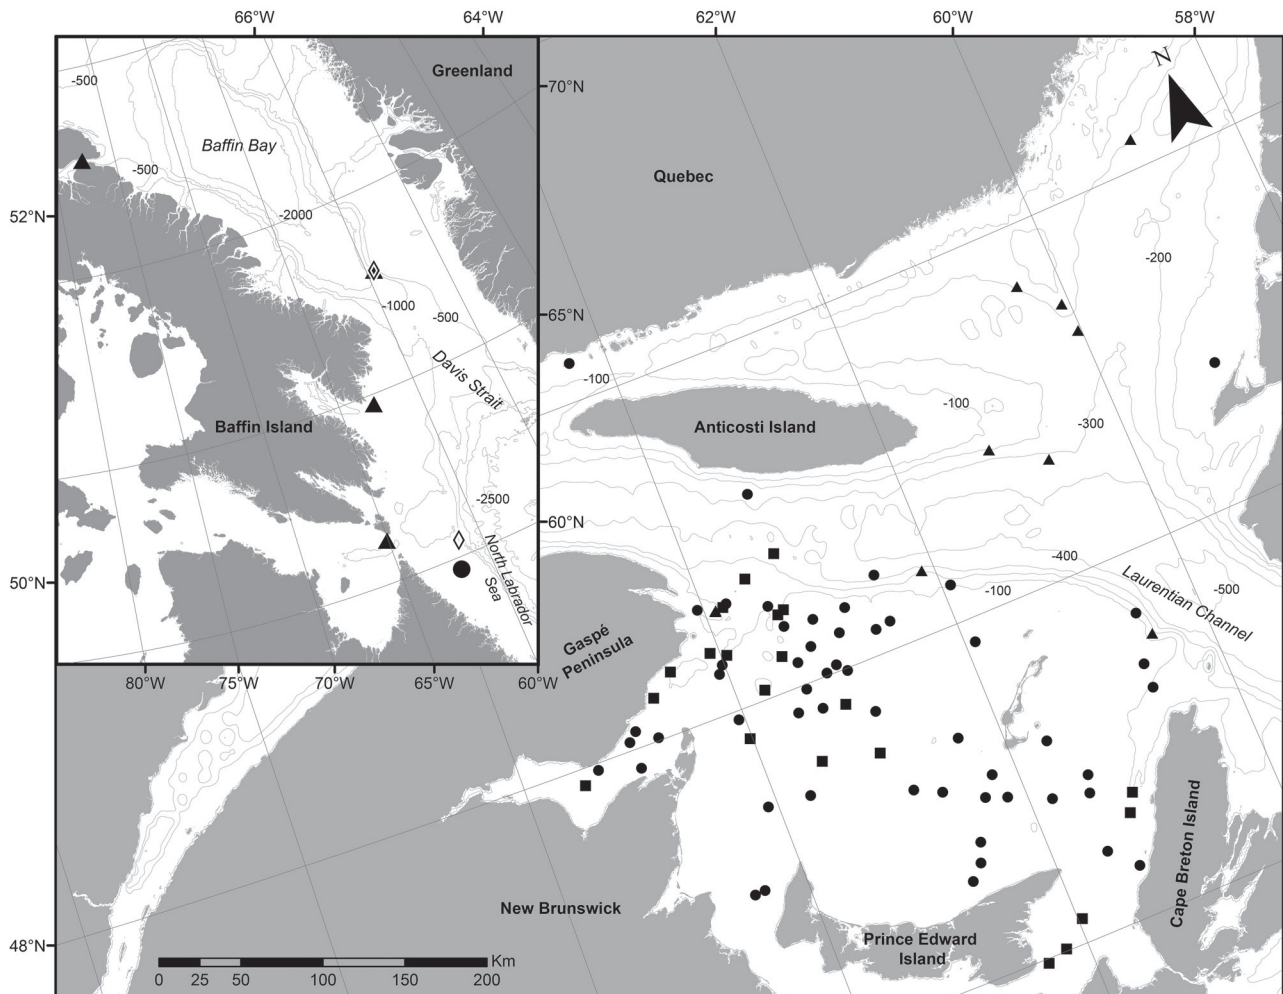 66°W
64°W
62°W
60°W
58°W
N
Greenland
-500
70°N
Baffin Bay
-500
Quebec
52°N
-2000
-200
-1000
-500
65°N
Davis Strait
-100
-100
Baffin Island
Anticosti Island
-300
-2500
60°N
North Labrador
Sea
-400
50°N
-100
Laurentian Channel
-500
Gaspé
Peninsula
80°W
75°W
70°W
65°W
60°W
Cape Breton Island
New Brunswick
Prince Edward
Island
48°N
Km
0
25
50
100
150
200